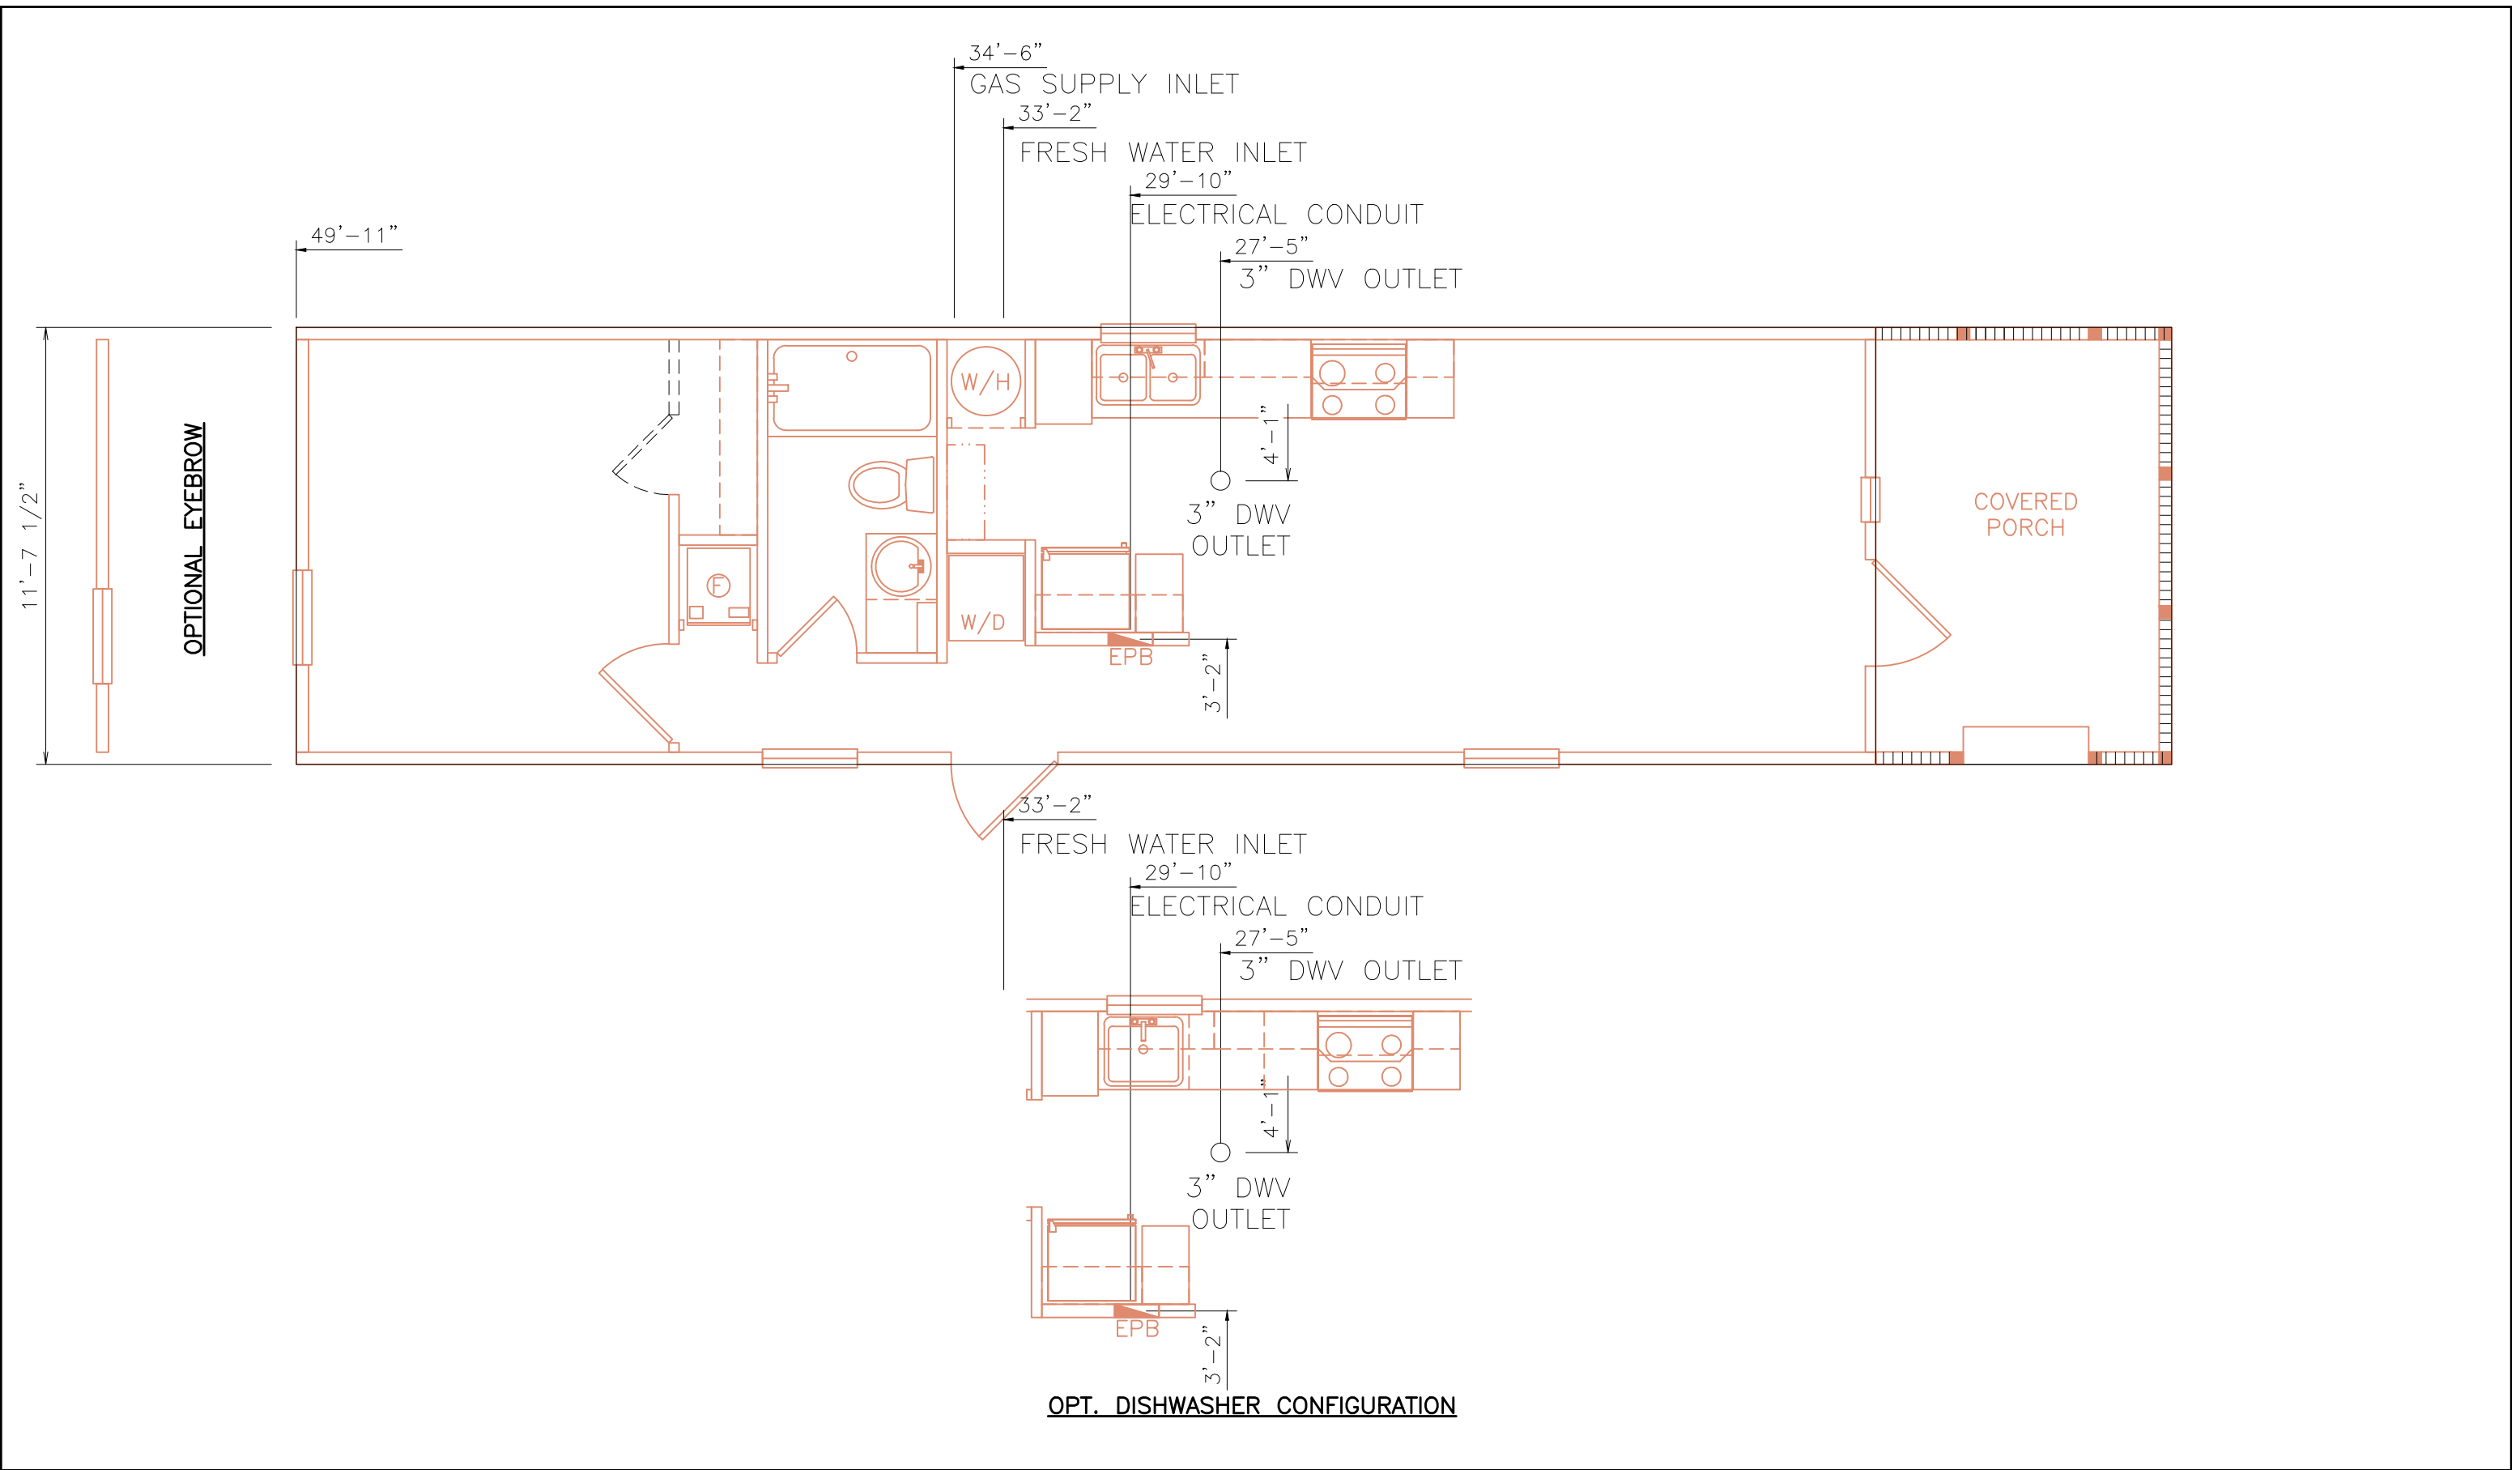 34'-6"
GAS SUPPLY INLET
33'-2"
FRESH WATER INLET
29'-10"
ELECTRICAL CONDUIT
49'-11"
27'-5"
3" DWV OUTLET
11'-7 1/2"
OPTIONAL EYEBROW
W/H
4'-1"
3" DWV
OUTLET
COVERED
PORCH
F
W/D
EPB
3'-2"
33'-2"
FRESH WATER INLET
29'-10"
ELECTRICAL CONDUIT
27'-5"
3" DWV OUTLET
4'-1"
3" DWV
OUTLET
EPB
3'-2"
OPT. DISHWASHER CONFIGURATION